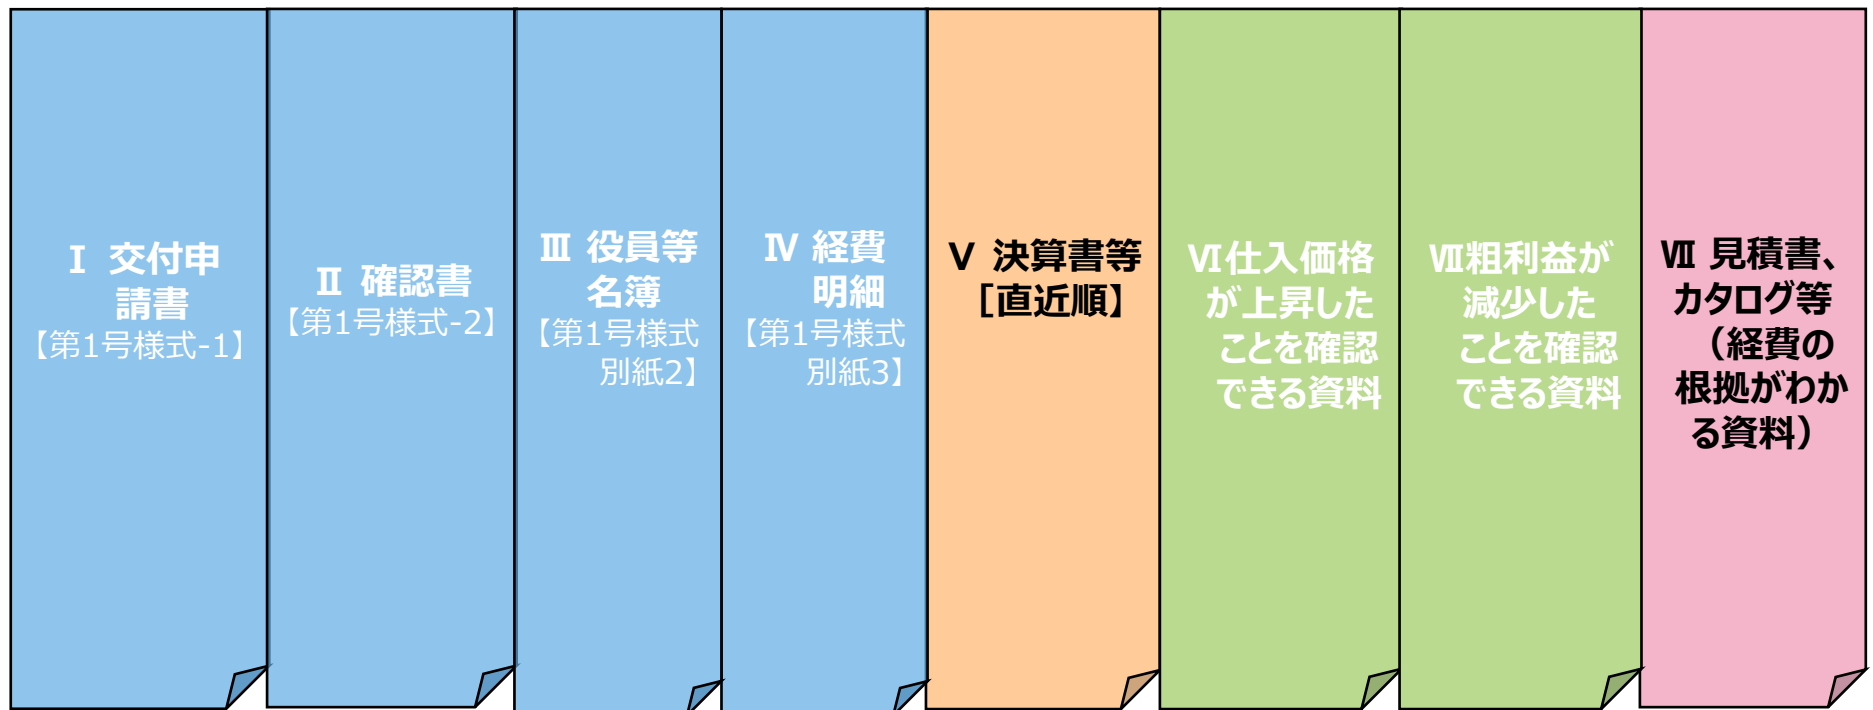 Ⅰ 交付申
請書
【第1号様式-1】
Ⅱ 確認書
【第1号様式-2】
Ⅲ 役員等
名簿
【第1号様式
別紙2】
Ⅳ 経費
明細
【第1号様式
別紙3】
Ⅴ 決算書等
［直近順】
Ⅵ仕入価格
が上昇した
ことを確認
できる資料
Ⅶ粗利益が
減少した
ことを確認
できる資料
Ⅶ 見積書、
カタログ等
（経費の
根拠がわか
る資料）